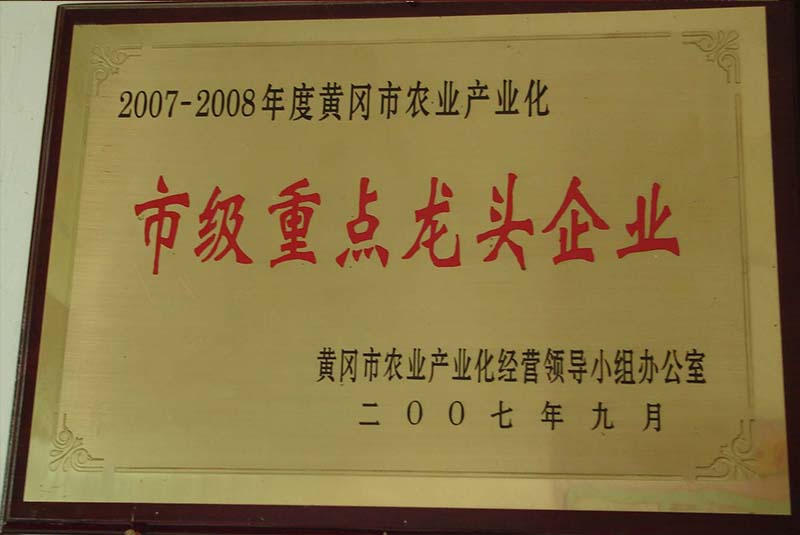 2007-2008年度黄冈市农业产业化
市级重点龙头企业
黄冈市农业产业化经营领导小组办公室
二〇〇七年九月